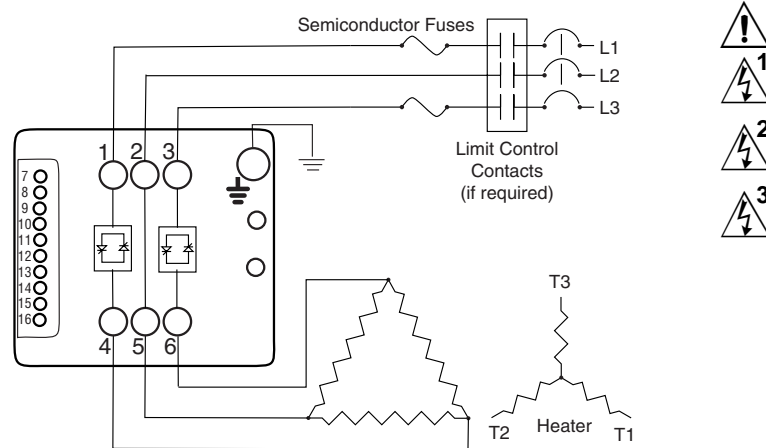 Semiconductor Fuses
L1
L2
L3
Limit Control
Contacts
(if required)
1
2
3
1 2 3
7
8
9
10
11
12
13
14
15
16
4 5 6
T3
T2
Heater
T1